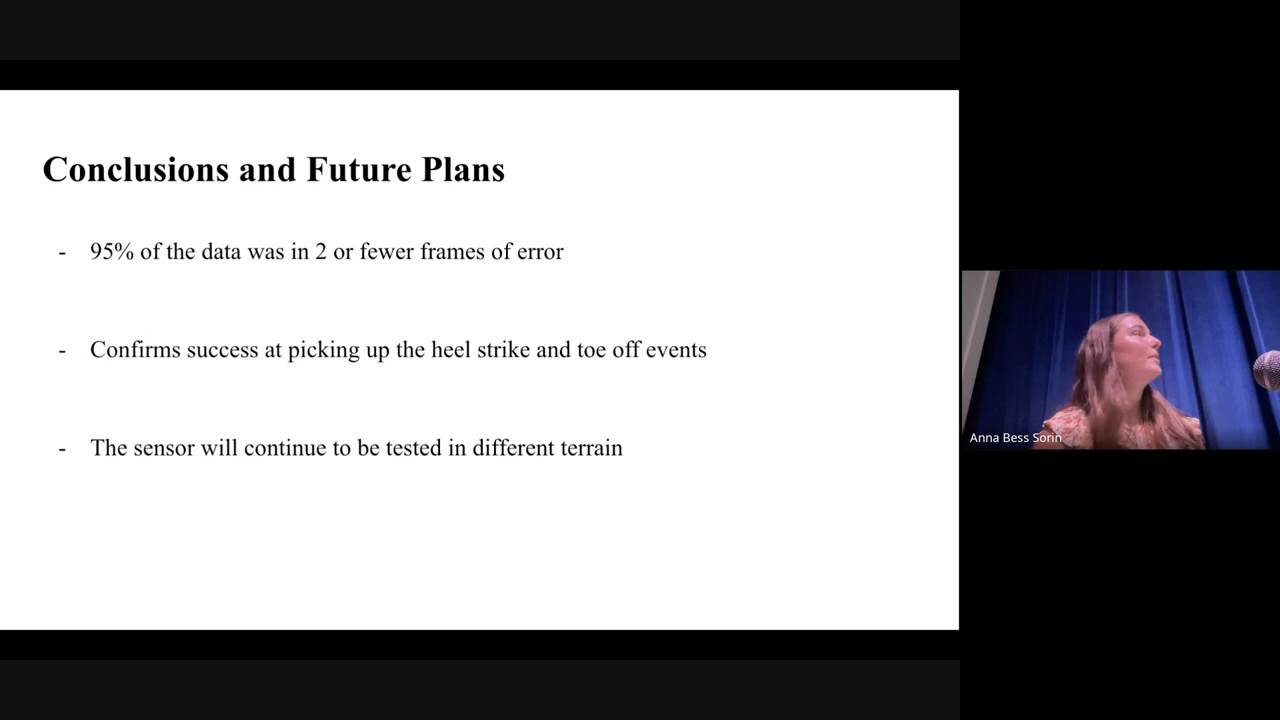 Conclusions and Future Plans
- 95% of the data was in 2 or fewer frames of error
- Confirms success at picking up the heel strike and toe off events
- The sensor will continue to be tested in different terrain
Anna Bess Sorin